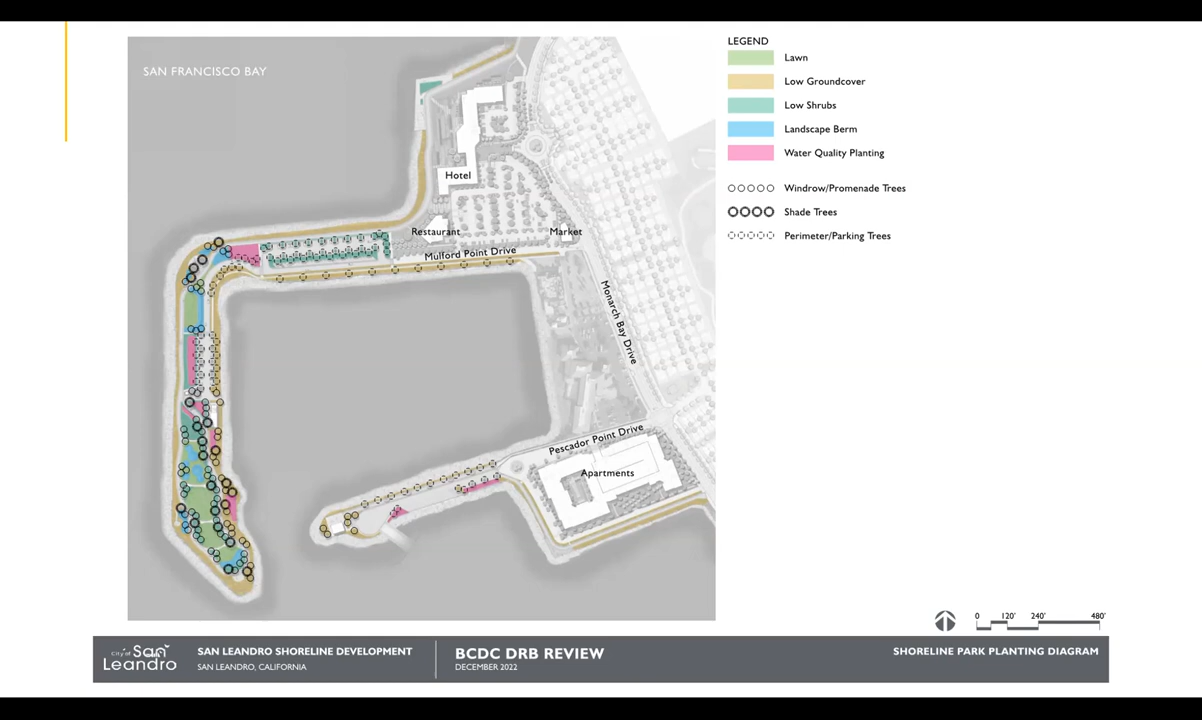 SAN FRANCISCO BAY
Hotel
Restaurant
Market
Mulford Point Drive
Monarch Bay Drive
Pescador Point Drive
Apartments
LEGEND
Lawn
Low Groundcover
Low Shrubs
Landscape Berm
Water Quality Planting
Windrow/Promenade Trees
Shade Trees
Perimeter/Parking Trees
0 120' 240' 480'
City of San
Leandro
SAN LEANDRO SHORELINE DEVELOPMENT
SAN LEANDRO, CALIFORNIA
BCDC DRB REVIEW
DECEMBER 2022
SHORELINE PARK PLANTING DIAGRAM